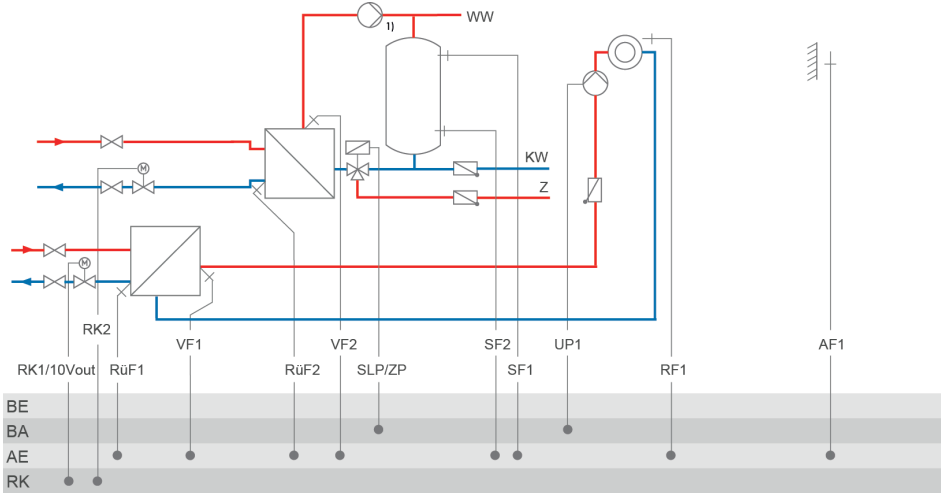 1)
WW
M
KW
Z
M
RK2
VF1
VF2
SF2
UP1
AF1
RK1/10Vout
RüF1
RüF2
SLP/ZP
SF1
RF1
BE
BA
AE
RK